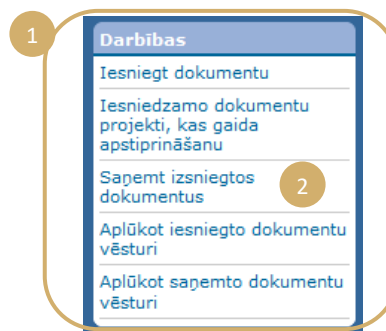 1
Darbības
Iesniegt dokumentu
Iesniedzamo dokumentu
projekti, kas gaida
apstiprināšanu
Saņemt izsniegtos
dokumentus
2
Aplūkot iesniegto dokumentu
vēsturi
Aplūkot saņemto dokumentu
vēsturi